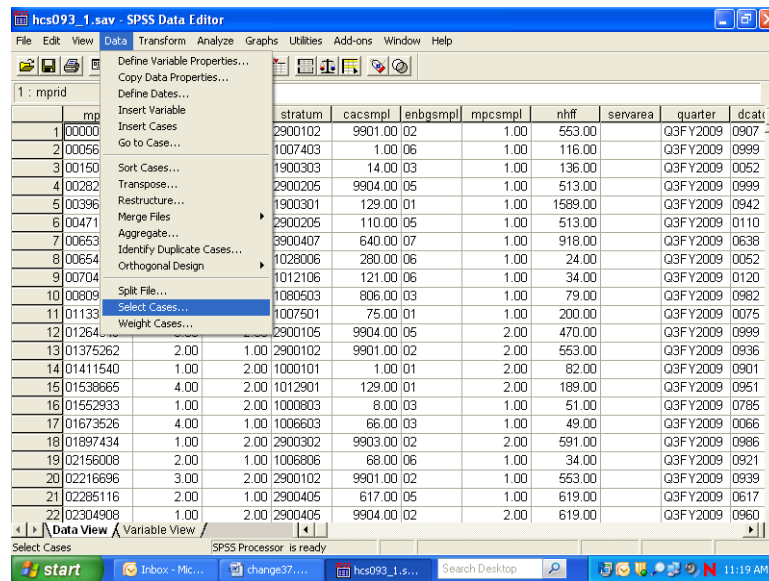 hcs093_1.sav - SPSS Data Editor
File Edit View Data Transform Analyze Graphs Utilities Add-ons Window Help
1 : mprid
Define Variable Properties...
Copy Data Properties...
Define Dates...
Insert Variable
Insert Cases
Go to Case...
Sort Cases...
Transpose...
Restructure...
Merge Files
Aggregate...
Identify Duplicate Cases...
Orthogonal Design
Split File...
Select Cases...
Weight Cases...
mp stratum cacsmpl enbgsmpl mpcsmpl nhff servarea quarter dcatc
1 00000 2900102 9901.00 02 1.00 553.00 Q3FY2009 0907
2 00056 1007403 1.00 06 1.00 116.00 Q3FY2009 0999
3 00150 1900303 14.00 03 1.00 136.00 Q3FY2009 0052
4 00282 2900205 9904.00 05 1.00 513.00 Q3FY2009 0999
5 00396 1900301 129.00 01 1.00 1589.00 Q3FY2009 0942
6 00471 2900205 110.00 05 1.00 513.00 Q3FY2009 0110
7 00653 3900407 640.00 07 1.00 918.00 Q3FY2009 0638
8 00654 1028006 280.00 06 1.00 24.00 Q3FY2009 0052
9 00704 1012106 121.00 06 1.00 34.00 Q3FY2009 0120
10 00809 1080503 806.00 03 1.00 79.00 Q3FY2009 0982
11 01133 1007501 75.00 01 1.00 200.00 Q3FY2009 0075
12 2900105 9904.00 05 2.00 470.00 Q3FY2009 0999
13 01375262 2.00 1.00 2900102 9901.00 02 2.00 553.00 Q3FY2009 0936
14 01411540 1.00 2.00 1000101 1.00 01 2.00 82.00 Q3FY2009 0901
15 01538665 4.00 2.00 1012901 129.00 01 2.00 189.00 Q3FY2009 0951
16 01552933 1.00 2.00 1000803 8.00 03 1.00 51.00 Q3FY2009 0785
17 01673526 4.00 1.00 1006603 66.00 03 1.00 49.00 Q3FY2009 0066
18 01897434 1.00 2.00 2900302 9903.00 02 2.00 591.00 Q3FY2009 0986
19 02156008 2.00 1.00 1006806 68.00 06 1.00 34.00 Q3FY2009 0921
20 02216696 3.00 2.00 2900102 9901.00 02 1.00 553.00 Q3FY2009 0939
21 02285116 2.00 1.00 2900405 617.00 05 1.00 619.00 Q3FY2009 0617
22 02304908 1.00 2.00 2900405 9904.00 02 2.00 619.00 Q3FY2009 0960
Data View Variable View
Select Cases SPSS Processor is ready
start Inbox - Mic... change37.... hcs093_1.s... Search Desktop 11:19 AM